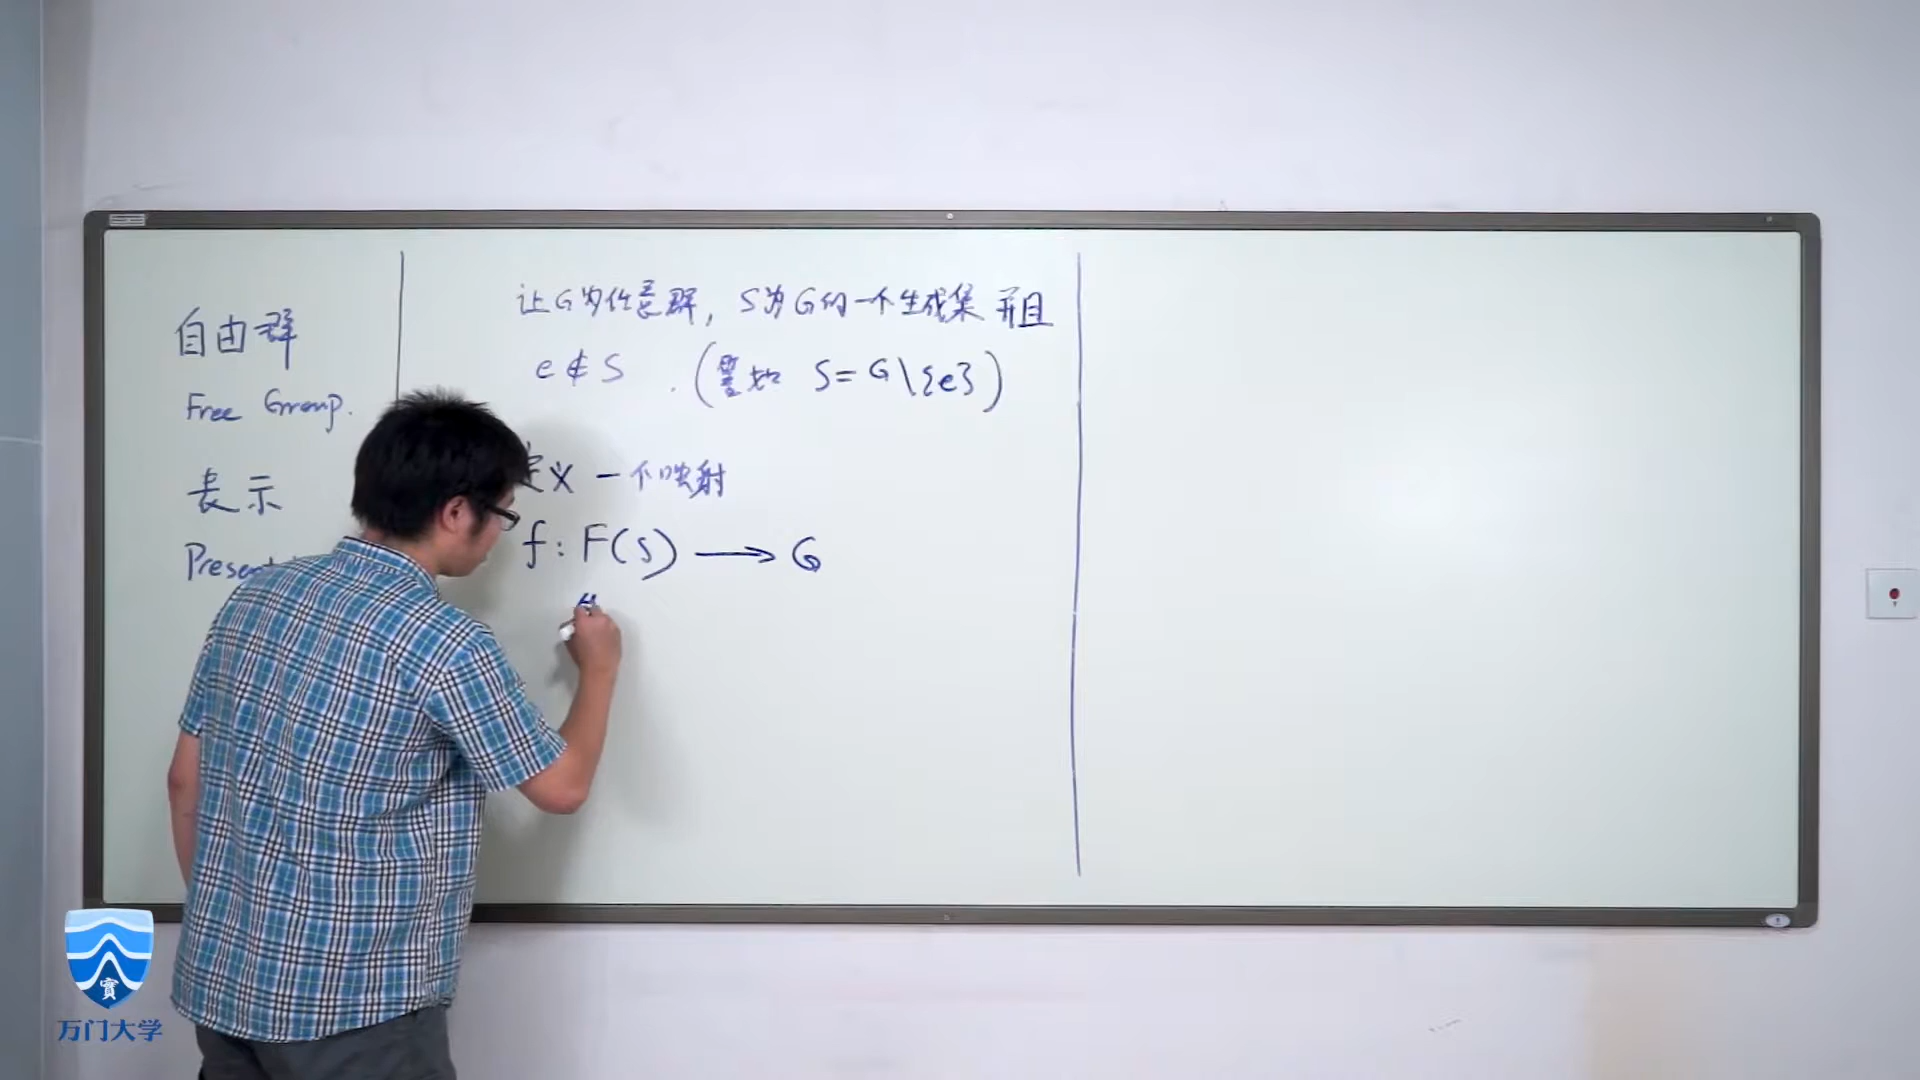 自由群
Free Group.
表示
Present
让G为任意群, S为G的一个生成集 并且
e∉S. (譬如 S=G\{e})
定义一个映射
f: F(S) ⟶ G
寳
万门大学